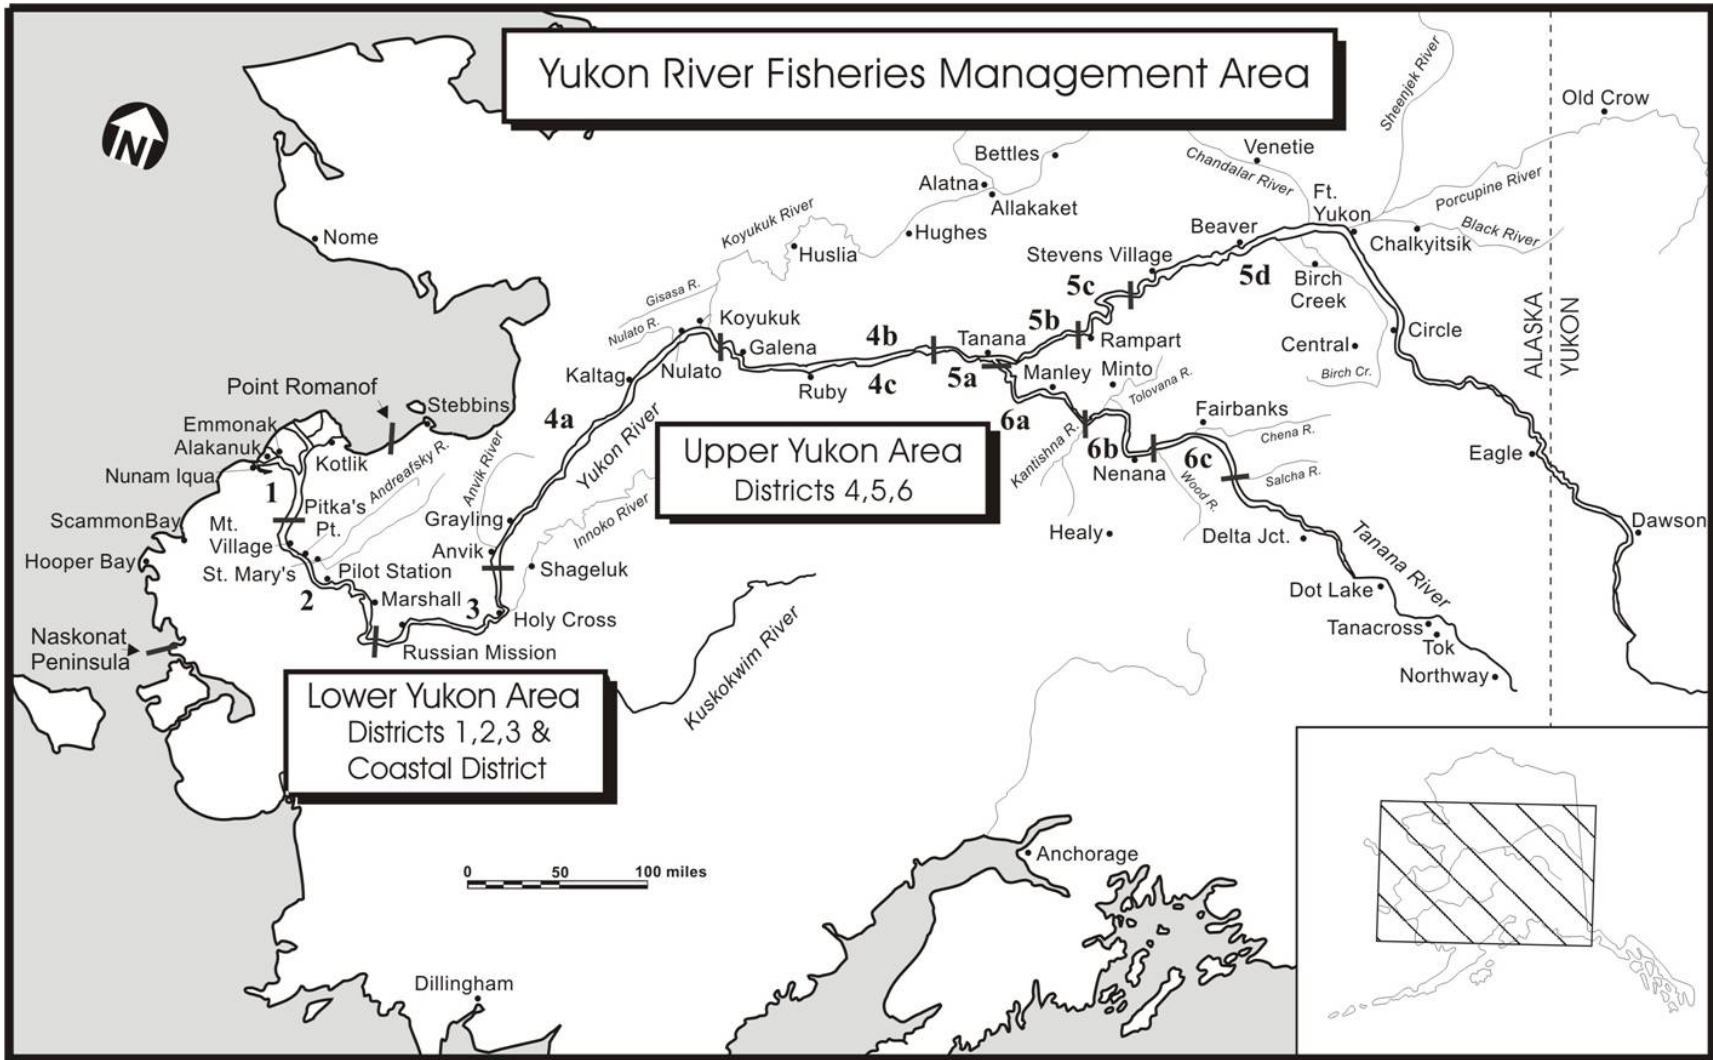 Yukon River Fisheries Management Area
N
Old Crow
Sheenjek River
Venetie
Bettles
Chandalar River
Alatna
Allakaket
Porcupine River
Ft.
Yukon
Koyukuk River
Hughes
Beaver
Black River
Chalkyitsik
Nome
Huslia
Stevens Village
5c
5d
Birch
Creek
Gisasa R.
ALASKA
YUKON
Koyukuk
Nulato R.
5b
4b
Tanana
Rampart
Circle
Galena
Central
Nulato
Kaltag
Ruby
4c
5a
Manley
Minto
Birch Cr.
Tolovana R.
Point Romanof
Stebbins
4a
6a
Fairbanks
Emmonak
Alakanuk
Kotlik
Yukon River
Upper Yukon Area
Districts 4,5,6
Chena R.
Nunam Iqua
Andreafsky R.
Anvik River
Kantishna R.
6b
6c
Eagle
Nenana
Wood R.
Salcha R.
1
Pitka's
Pt.
Grayling
Innoko River
ScammonBay
Mt.
Village
Dawson
Healy
Delta Jct.
Tanana River
Hooper Bay
Anvik
St. Mary's
Pilot Station
Shageluk
2
Marshall
3
Holy Cross
Dot Lake
Naskonat
Peninsula
Russian Mission
Kuskokwim River
Tanacross
Tok
Northway
Lower Yukon Area
Districts 1,2,3 &
Coastal District
Anchorage
0 50 100 miles
Dillingham